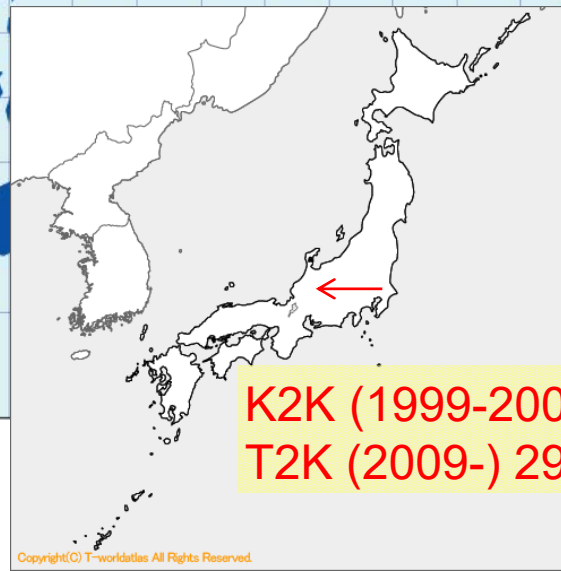 K2K (1999-200
T2K (2009-) 29
Copyright(C) T-worldatlas All Rights Reserved.